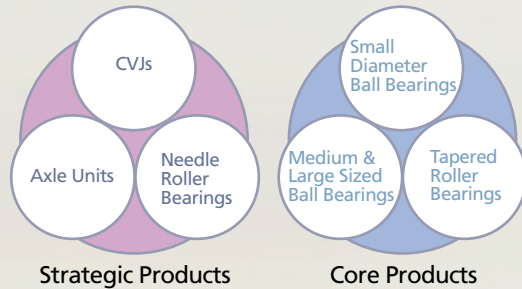 CVJs
Axle Units
Needle
Roller
Bearings
Strategic Products
Small
Diameter
Ball Bearings
Medium &
Large Sized
Ball Bearings
Tapered
Roller
Bearings
Core Products